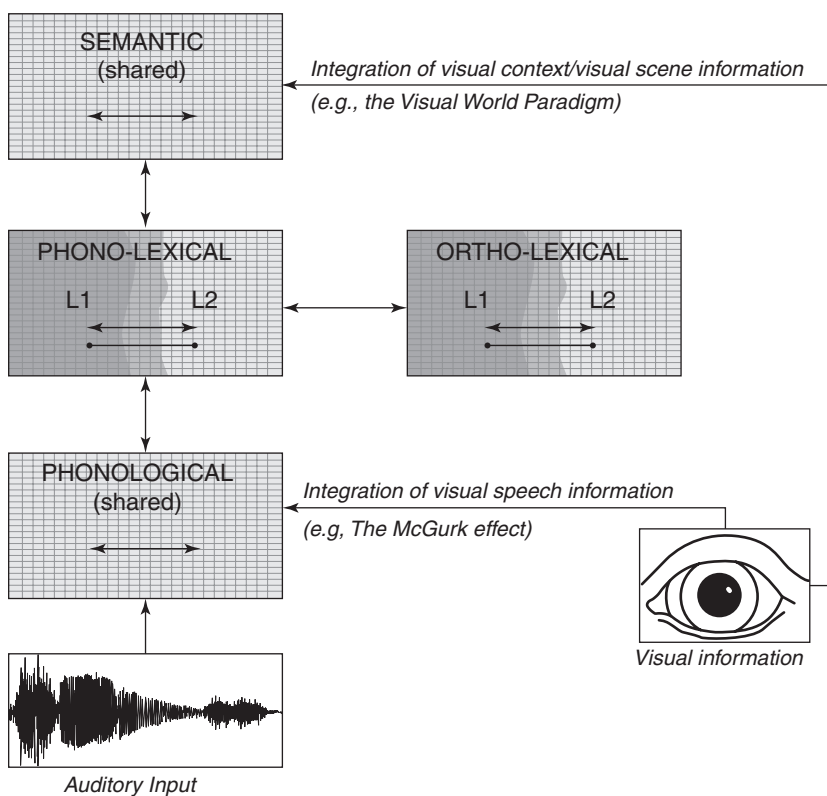 SEMANTIC
(shared)
Integration of visual context/visual scene information
(e.g., the Visual World Paradigm)
PHONO-LEXICAL
L1 L2
ORTHO-LEXICAL
L1 L2
PHONOLOGICAL
(shared)
Integration of visual speech information
(e.g, The McGurk effect)
Visual information
Auditory Input